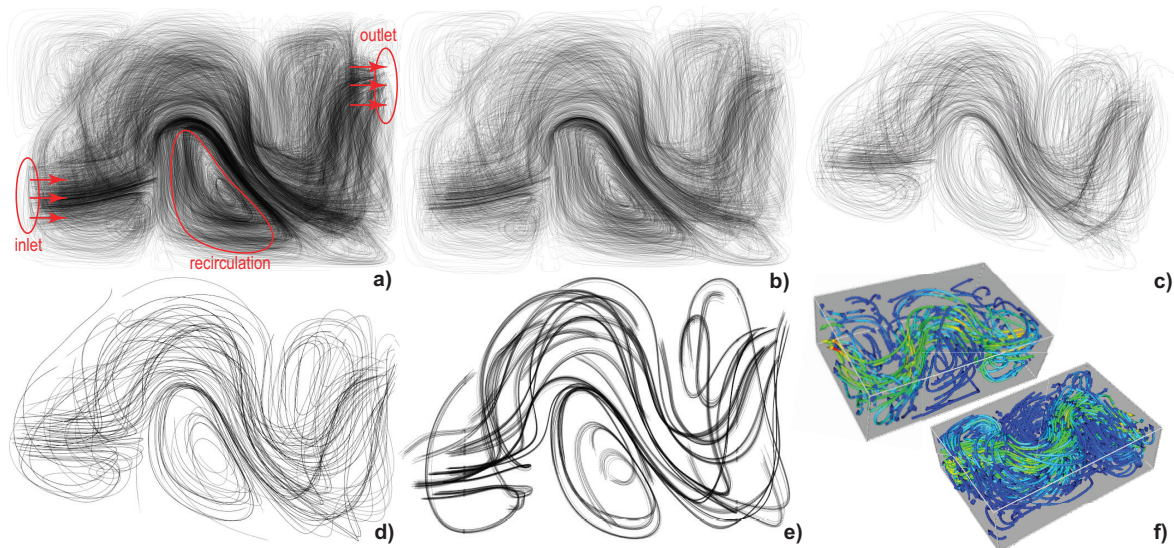 outlet
inlet
recirculation
a)
b)
c)
d)
e)
f)